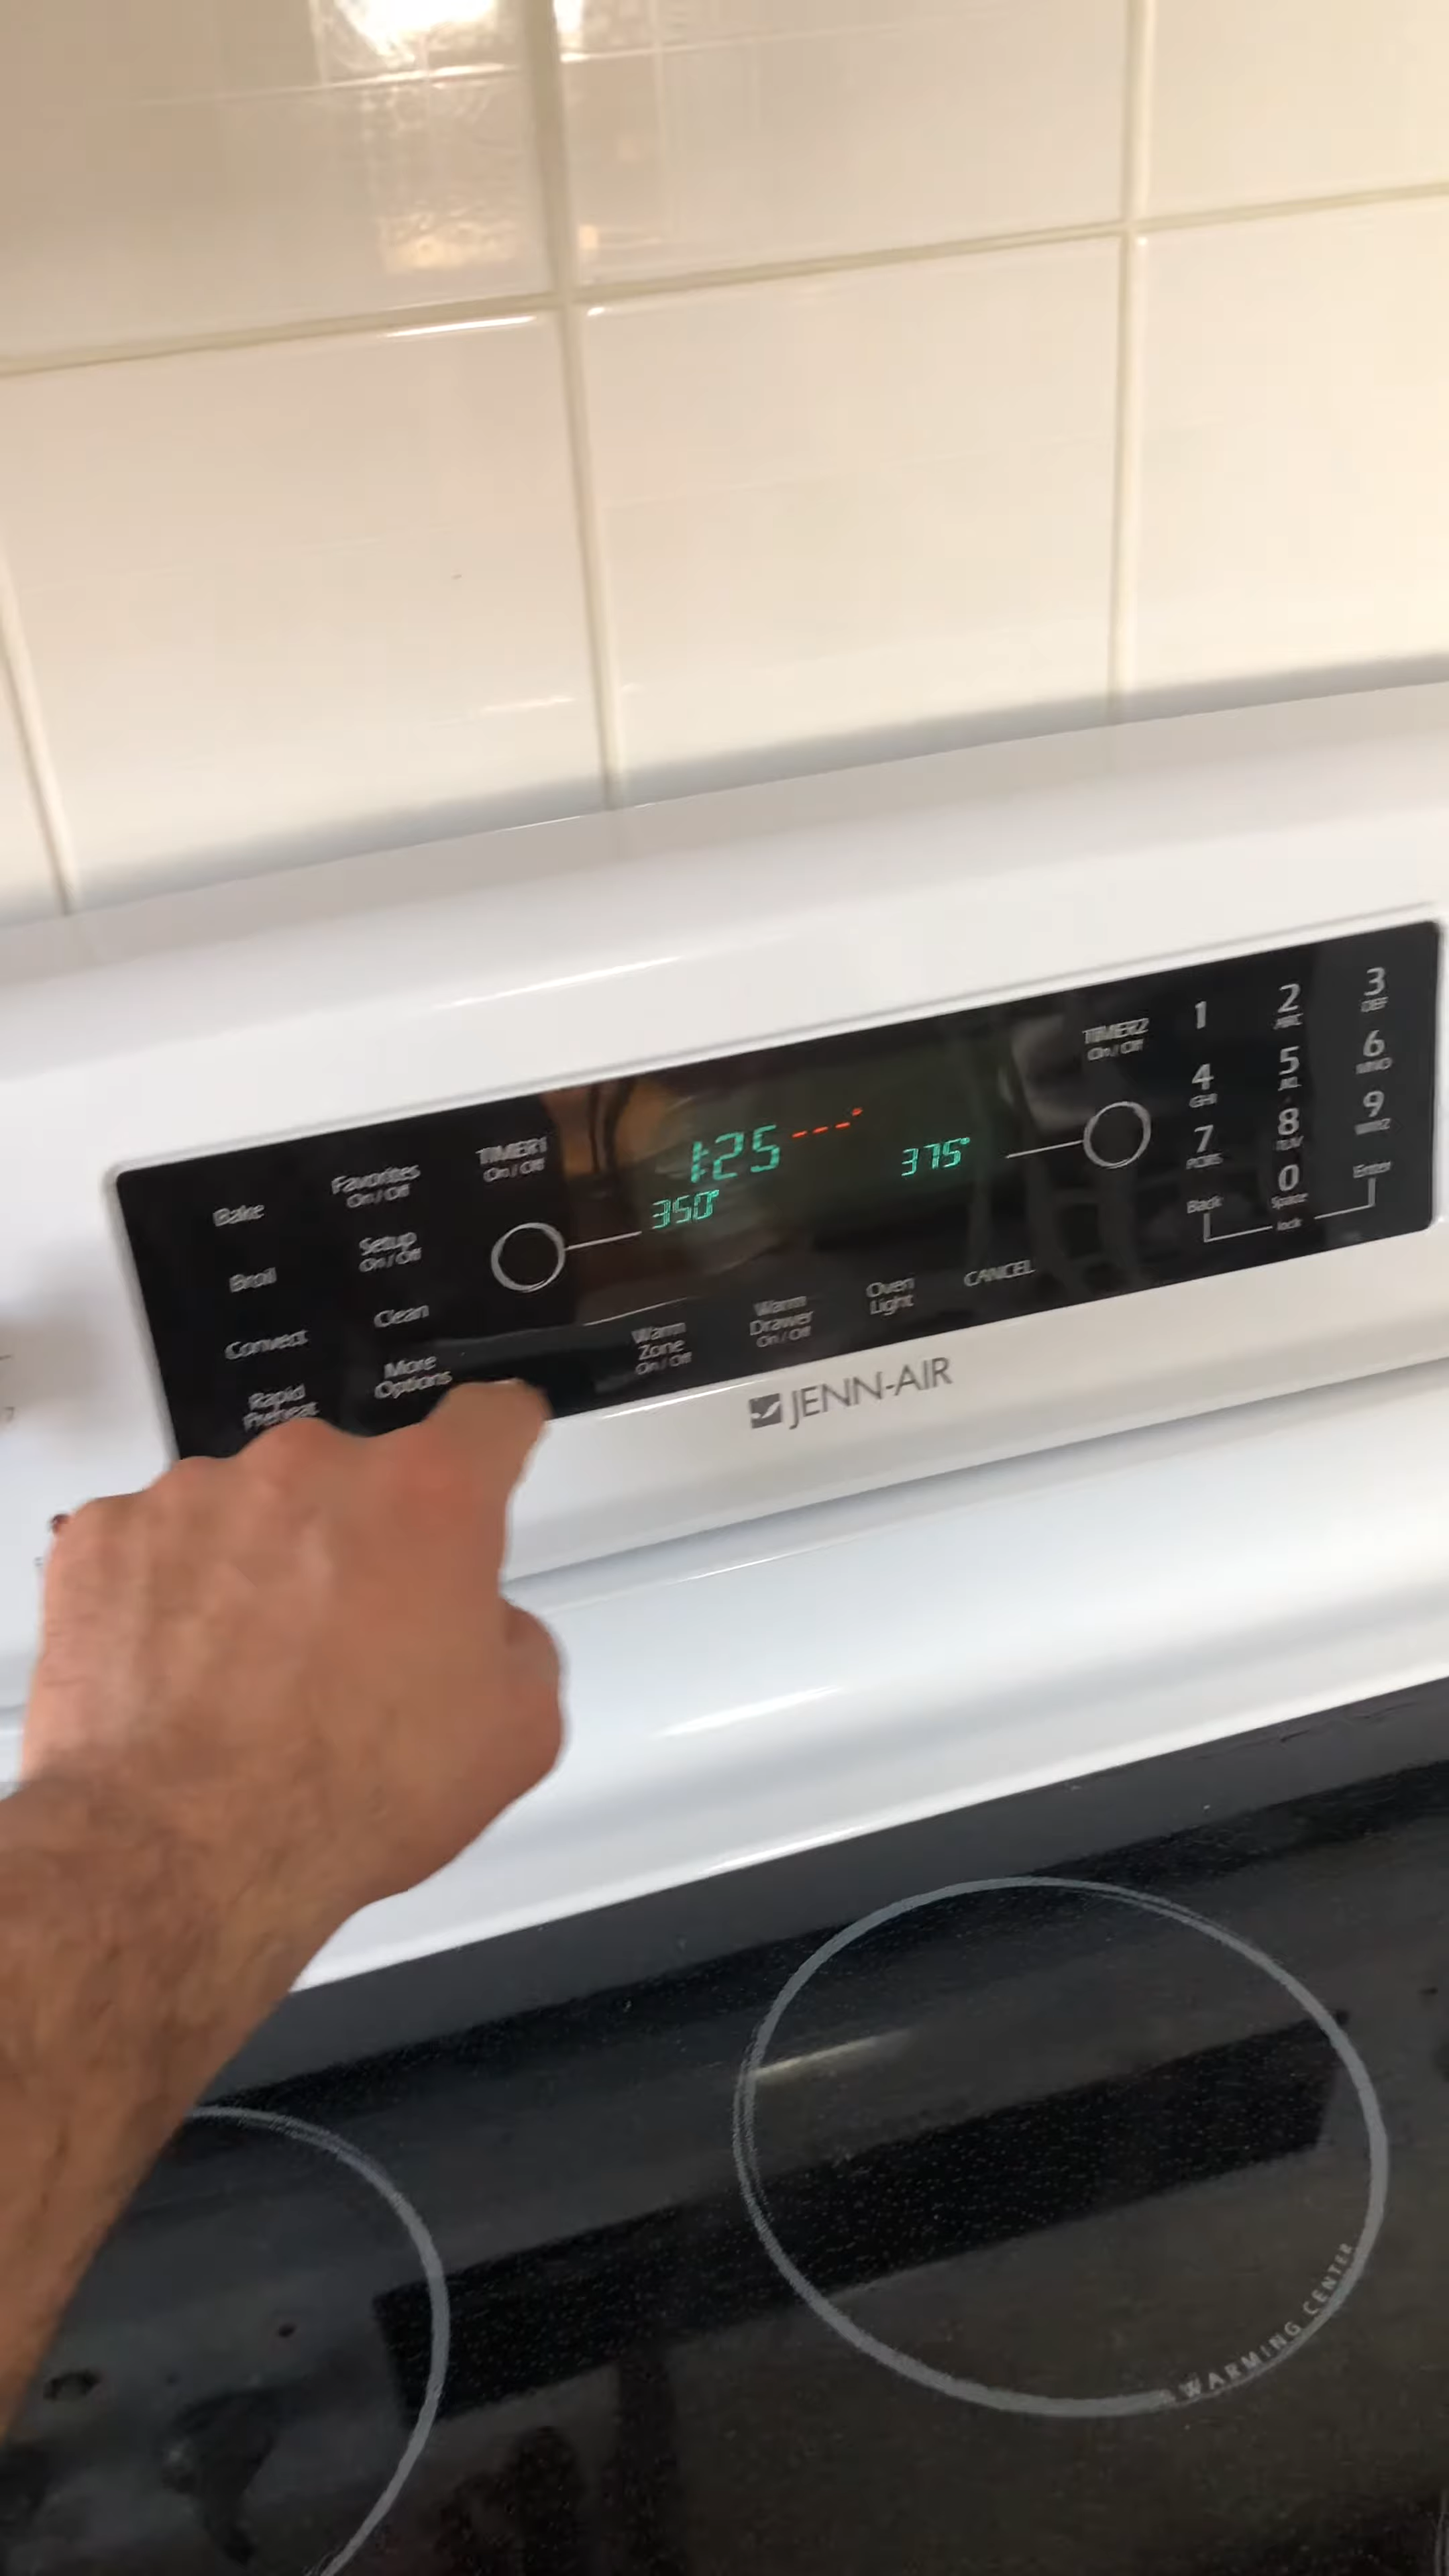 Bake
Broil
Convect
Rapid
Preheat
Favorites
On / Off
Setup
On / Off
Clean
More
Options
TIMER1
On / Off
1:25
---°
350°
375°
Warm
Zone
On / Off
Warm
Drawer
On / Off
Oven
Light
CANCEL
TIMER2
On / Off
1
2
ABC
3
DEF
4
GHI
5
JKL
6
MNO
7
PQRS
8
TUV
9
WXYZ
Back
0
Space
lock
Enter
JENN-AIR
WARMING CENTER